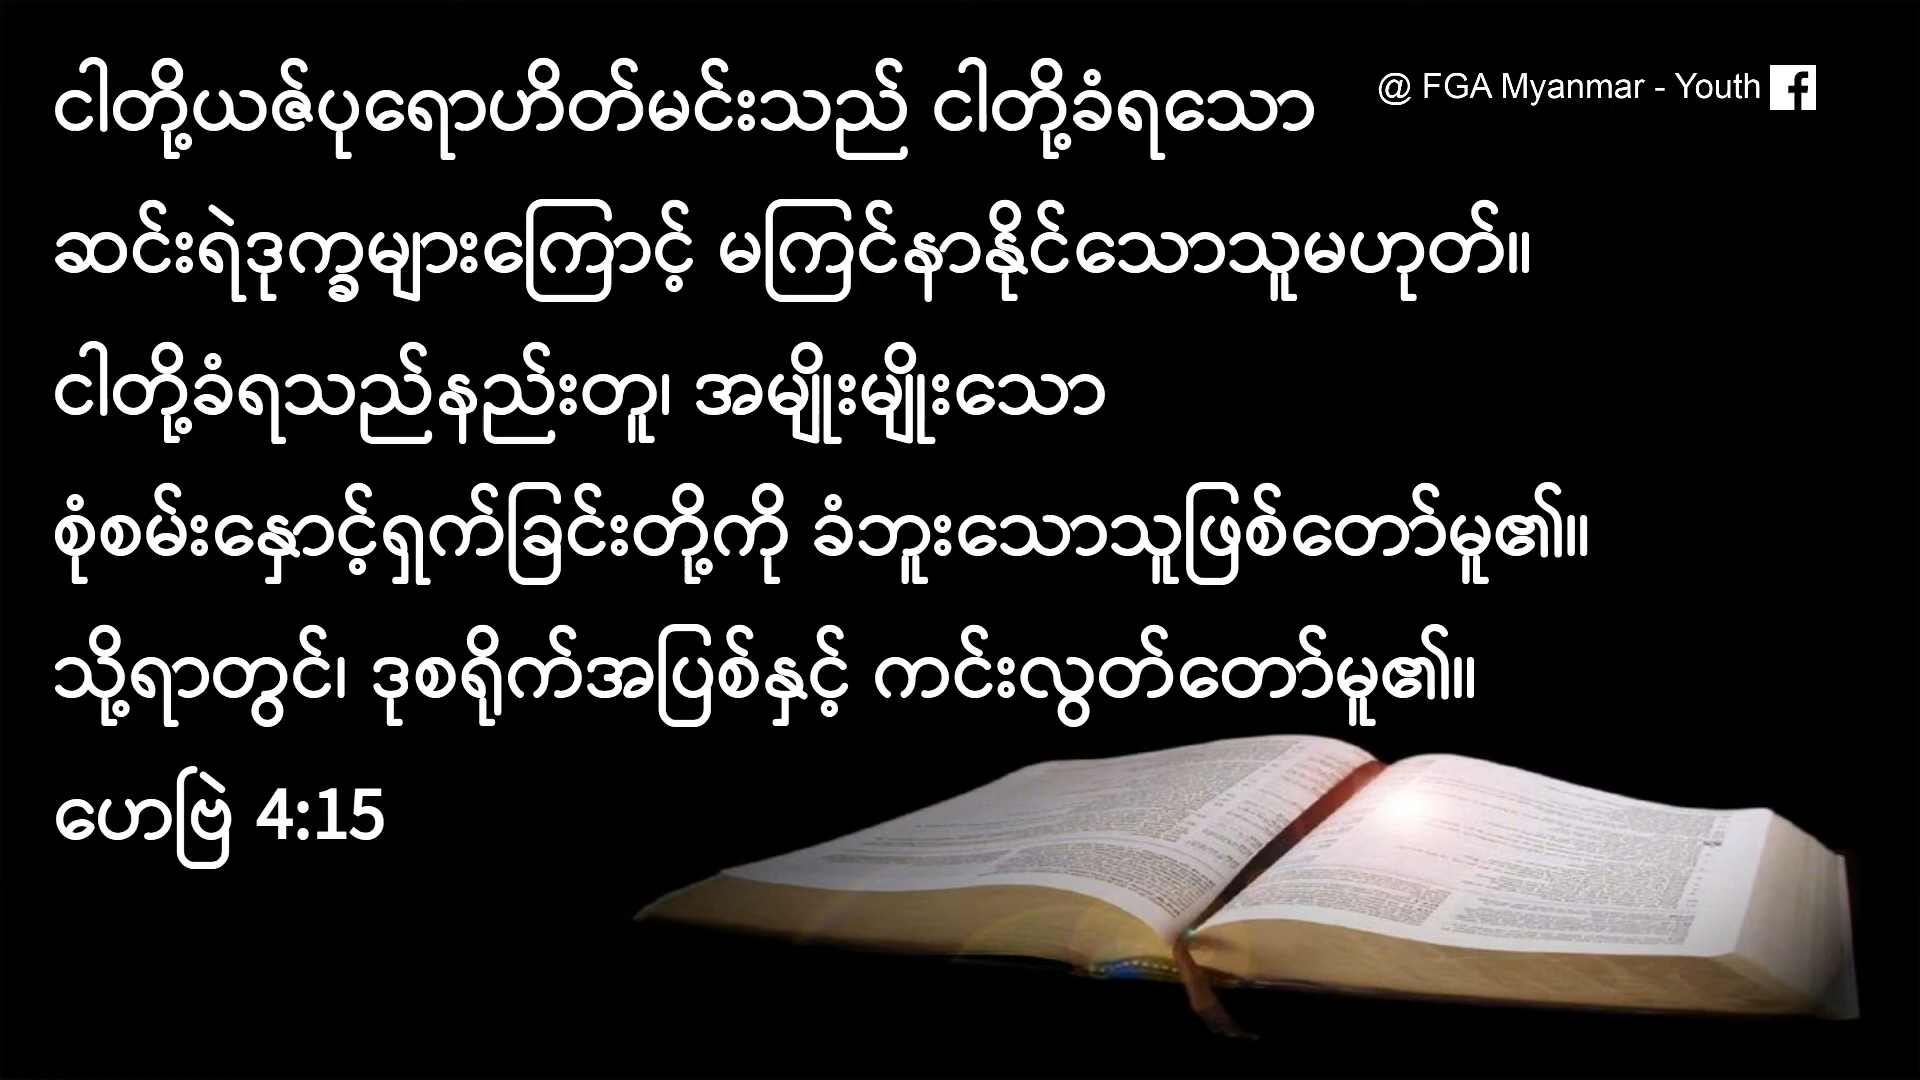 ငါတို့ယဇ်ပုရောဟိတ်မင်းသည် ငါတို့ခံရသော
@ FGA Myanmar - Youth
ဆင်းရဲဒုက္ခများကြောင့် မကြင်နာနိုင်သောသူမဟုတ်။
ငါတို့ခံရသည်နည်းတူ၊ အမျိုးမျိုးသော
စုံစမ်းနှောင့်ရှက်ခြင်းတို့ကို ခံဘူးသောသူဖြစ်တော်မူ၏။
သို့ရာတွင်၊ ဒုစရိုက်အပြစ်နှင့် ကင်းလွတ်တော်မူ၏။
ဟေဗြဲ 4:15